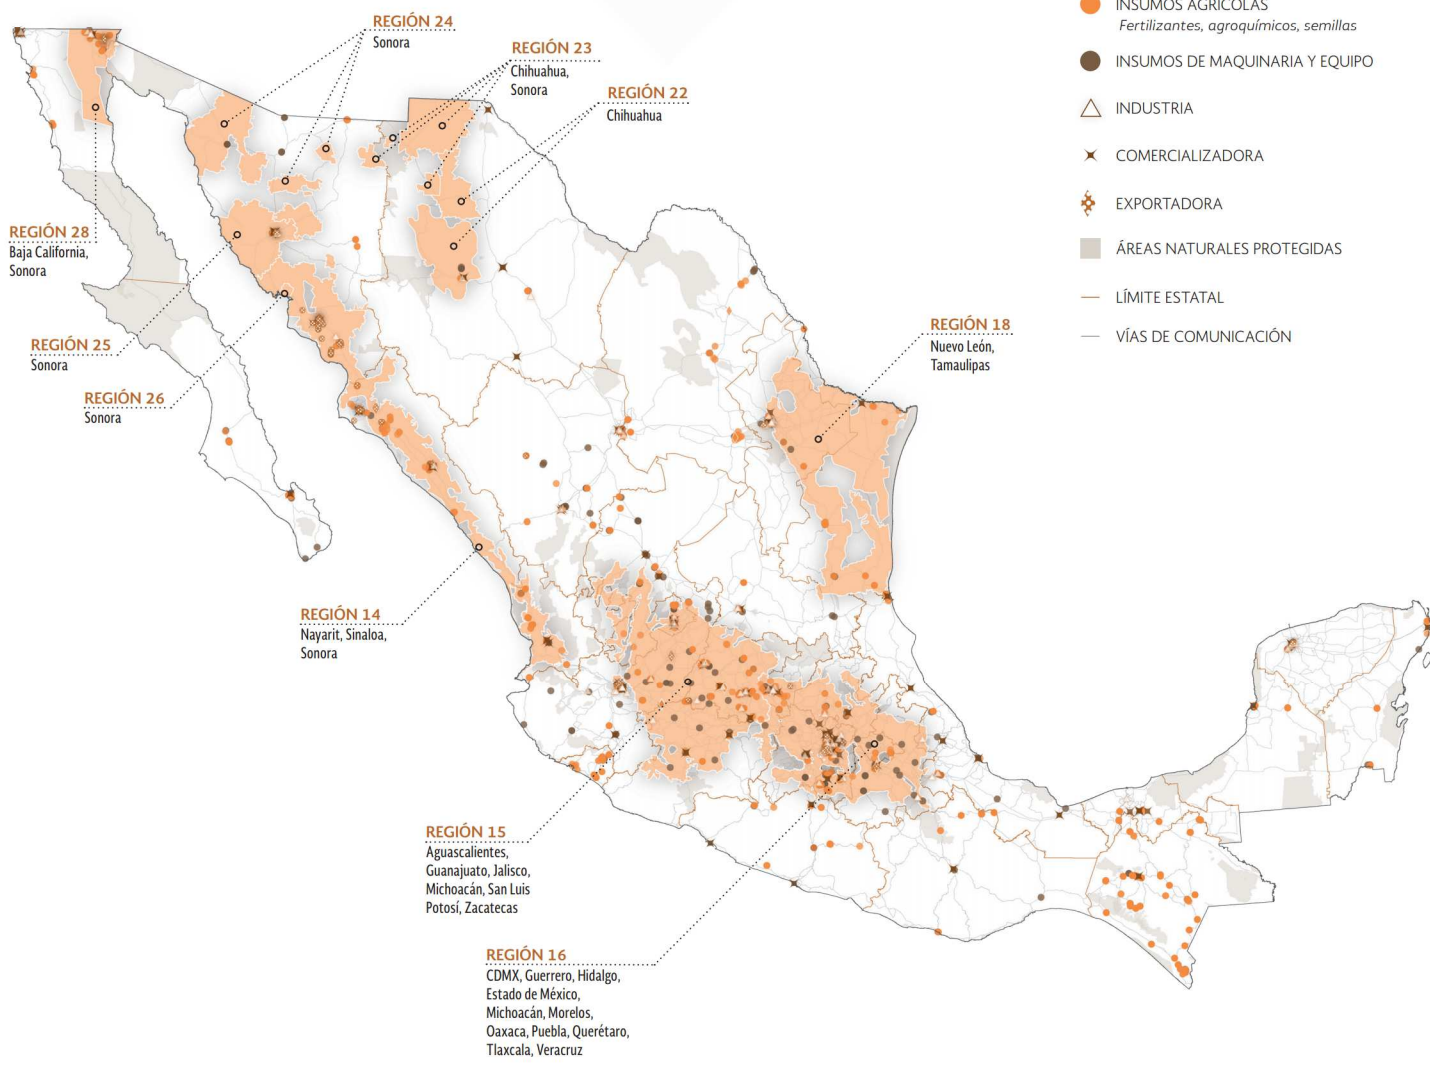 REGIÓN 24
Sonora
REGIÓN 23
Chihuahua,
Sonora
REGIÓN 22
Chihuahua
REGIÓN 28
Baja California,
Sonora
REGIÓN 25
Sonora
REGIÓN 26
Sonora
REGIÓN 18
Nuevo León,
Tamaulipas
REGIÓN 14
Nayarit, Sinaloa,
Sonora
REGIÓN 15
Aguascalientes,
Guanajuato, Jalisco,
Michoacán, San Luis
Potosí, Zacatecas
REGIÓN 16
CDMX, Guerrero, Hidalgo,
Estado de México,
Michoacán, Morelos,
Oaxaca, Puebla, Querétaro,
Tlaxcala, Veracruz
INSUMOS AGRÍCOLAS
Fertilizantes, agroquímicos, semillas
INSUMOS DE MAQUINARIA Y EQUIPO
INDUSTRIA
COMERCIALIZADORA
EXPORTADORA
ÁREAS NATURALES PROTEGIDAS
LÍMITE ESTATAL
VÍAS DE COMUNICACIÓN